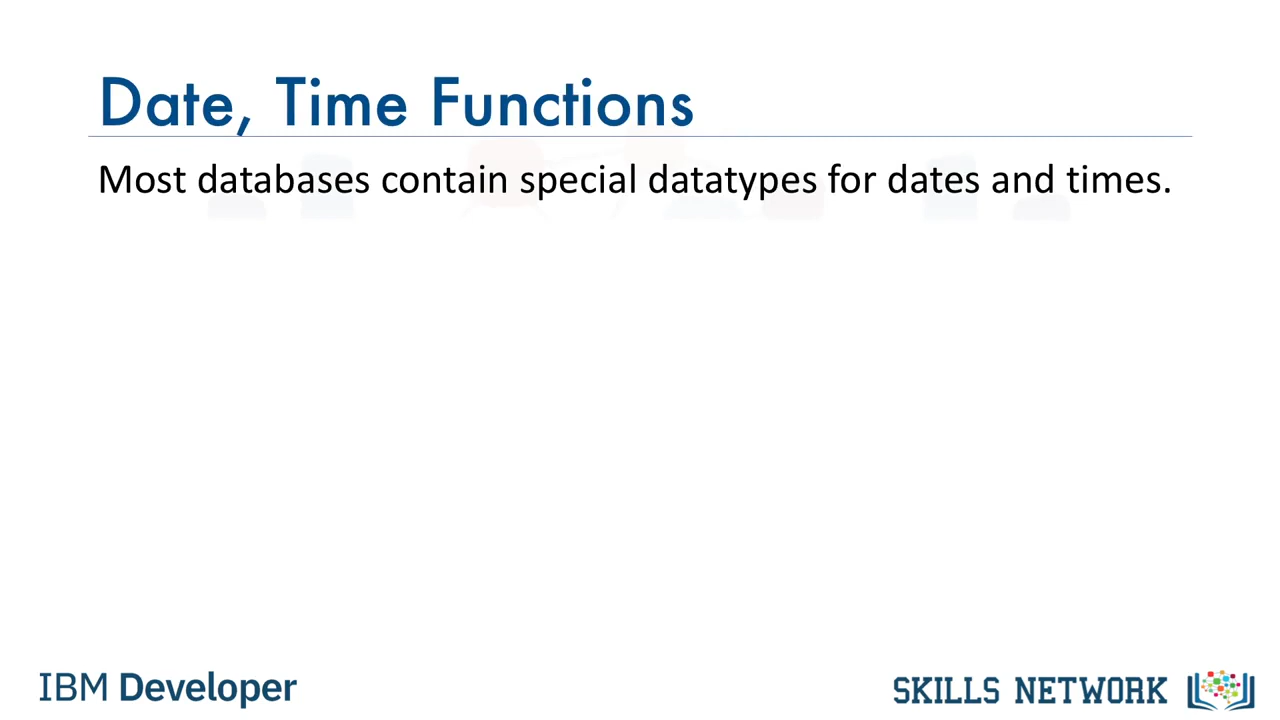 Date, Time Functions
Most databases contain special datatypes for dates and times.
IBM Developer
SKILLS NETWORK